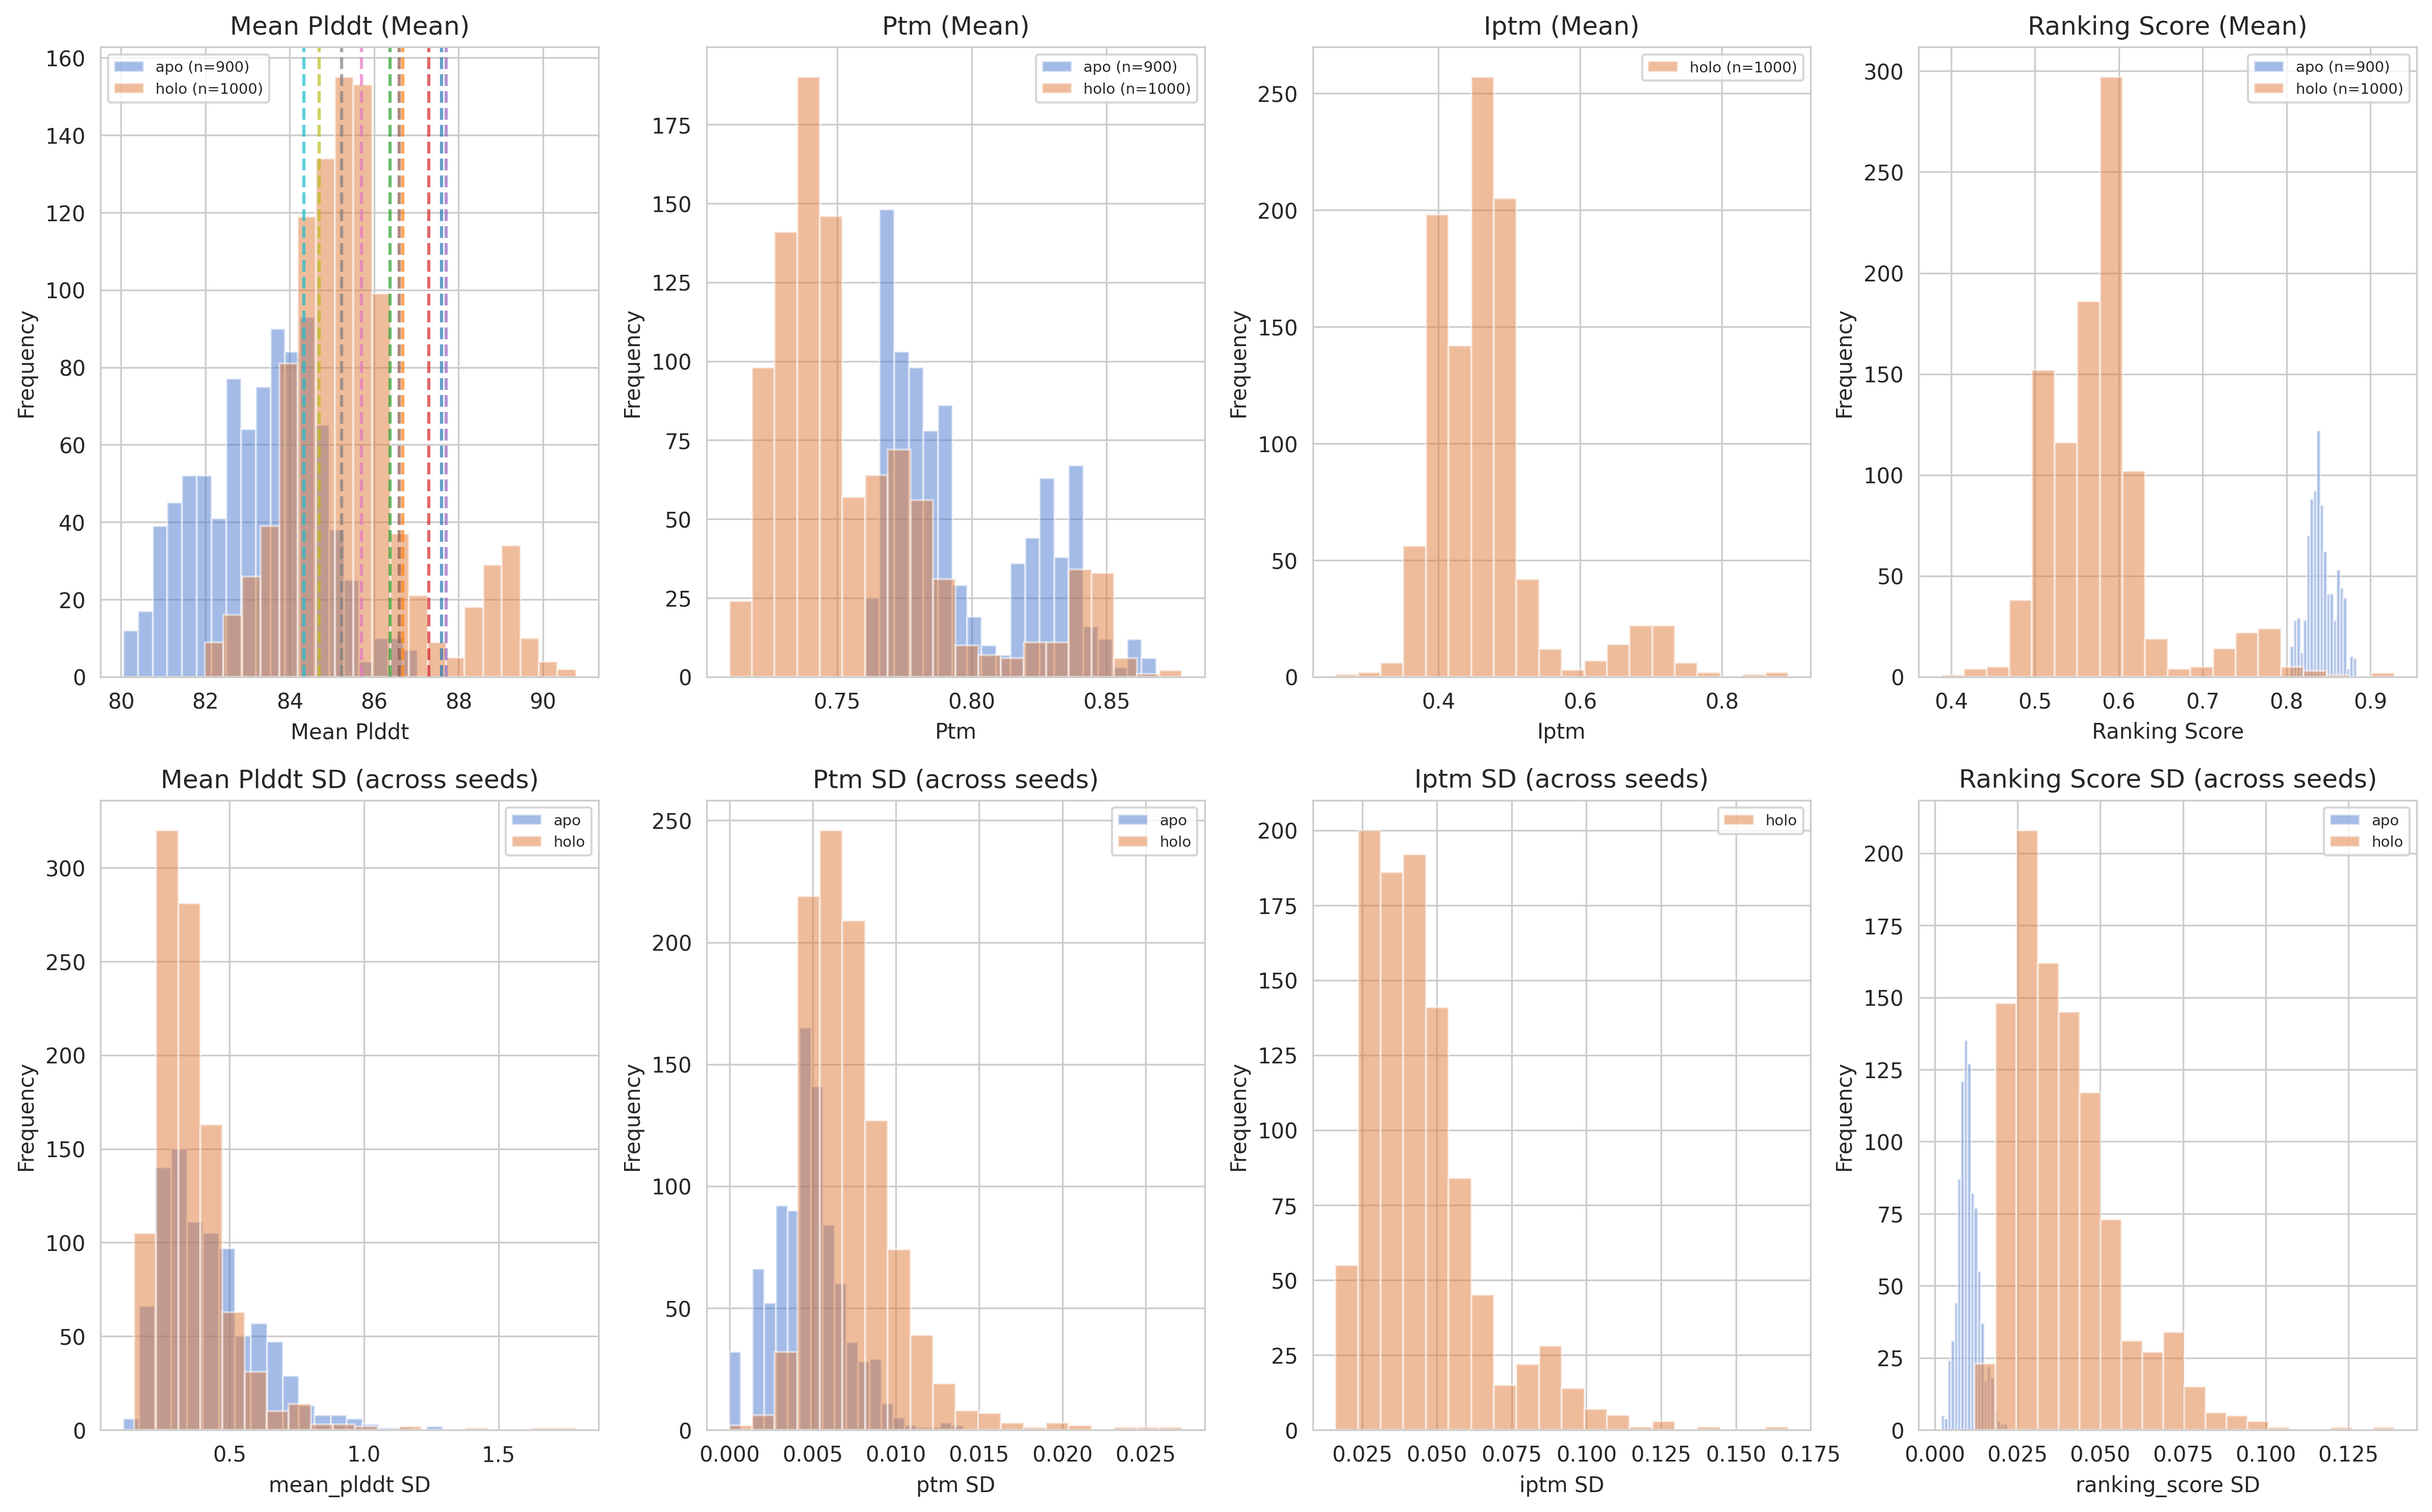 Mean Plddt (Mean)
160
140
120
100
80
60
40
20
0
Frequency
apo (n=900)
holo (n=1000)
80 82 84 86 88 90
Mean Plddt
Ptm (Mean)
175
150
125
100
75
50
25
0
Frequency
apo (n=900)
holo (n=1000)
0.75 0.80 0.85
Ptm
Iptm (Mean)
250
200
150
100
50
0
Frequency
holo (n=1000)
0.4 0.6 0.8
Iptm
Ranking Score (Mean)
300
250
200
150
100
50
0
Frequency
apo (n=900)
holo (n=1000)
0.4 0.5 0.6 0.7 0.8 0.9
Ranking Score
Mean Plddt SD (across seeds)
300
250
200
150
100
50
0
Frequency
apo
holo
0.5 1.0 1.5
mean_plddt SD
Ptm SD (across seeds)
250
200
150
100
50
0
Frequency
apo
holo
0.000 0.005 0.010 0.015 0.020 0.025
ptm SD
Iptm SD (across seeds)
200
175
150
125
100
75
50
25
0
Frequency
holo
0.025 0.050 0.075 0.100 0.125 0.150 0.175
iptm SD
Ranking Score SD (across seeds)
200
175
150
125
100
75
50
25
0
Frequency
apo
holo
0.000 0.025 0.050 0.075 0.100 0.125
ranking_score SD